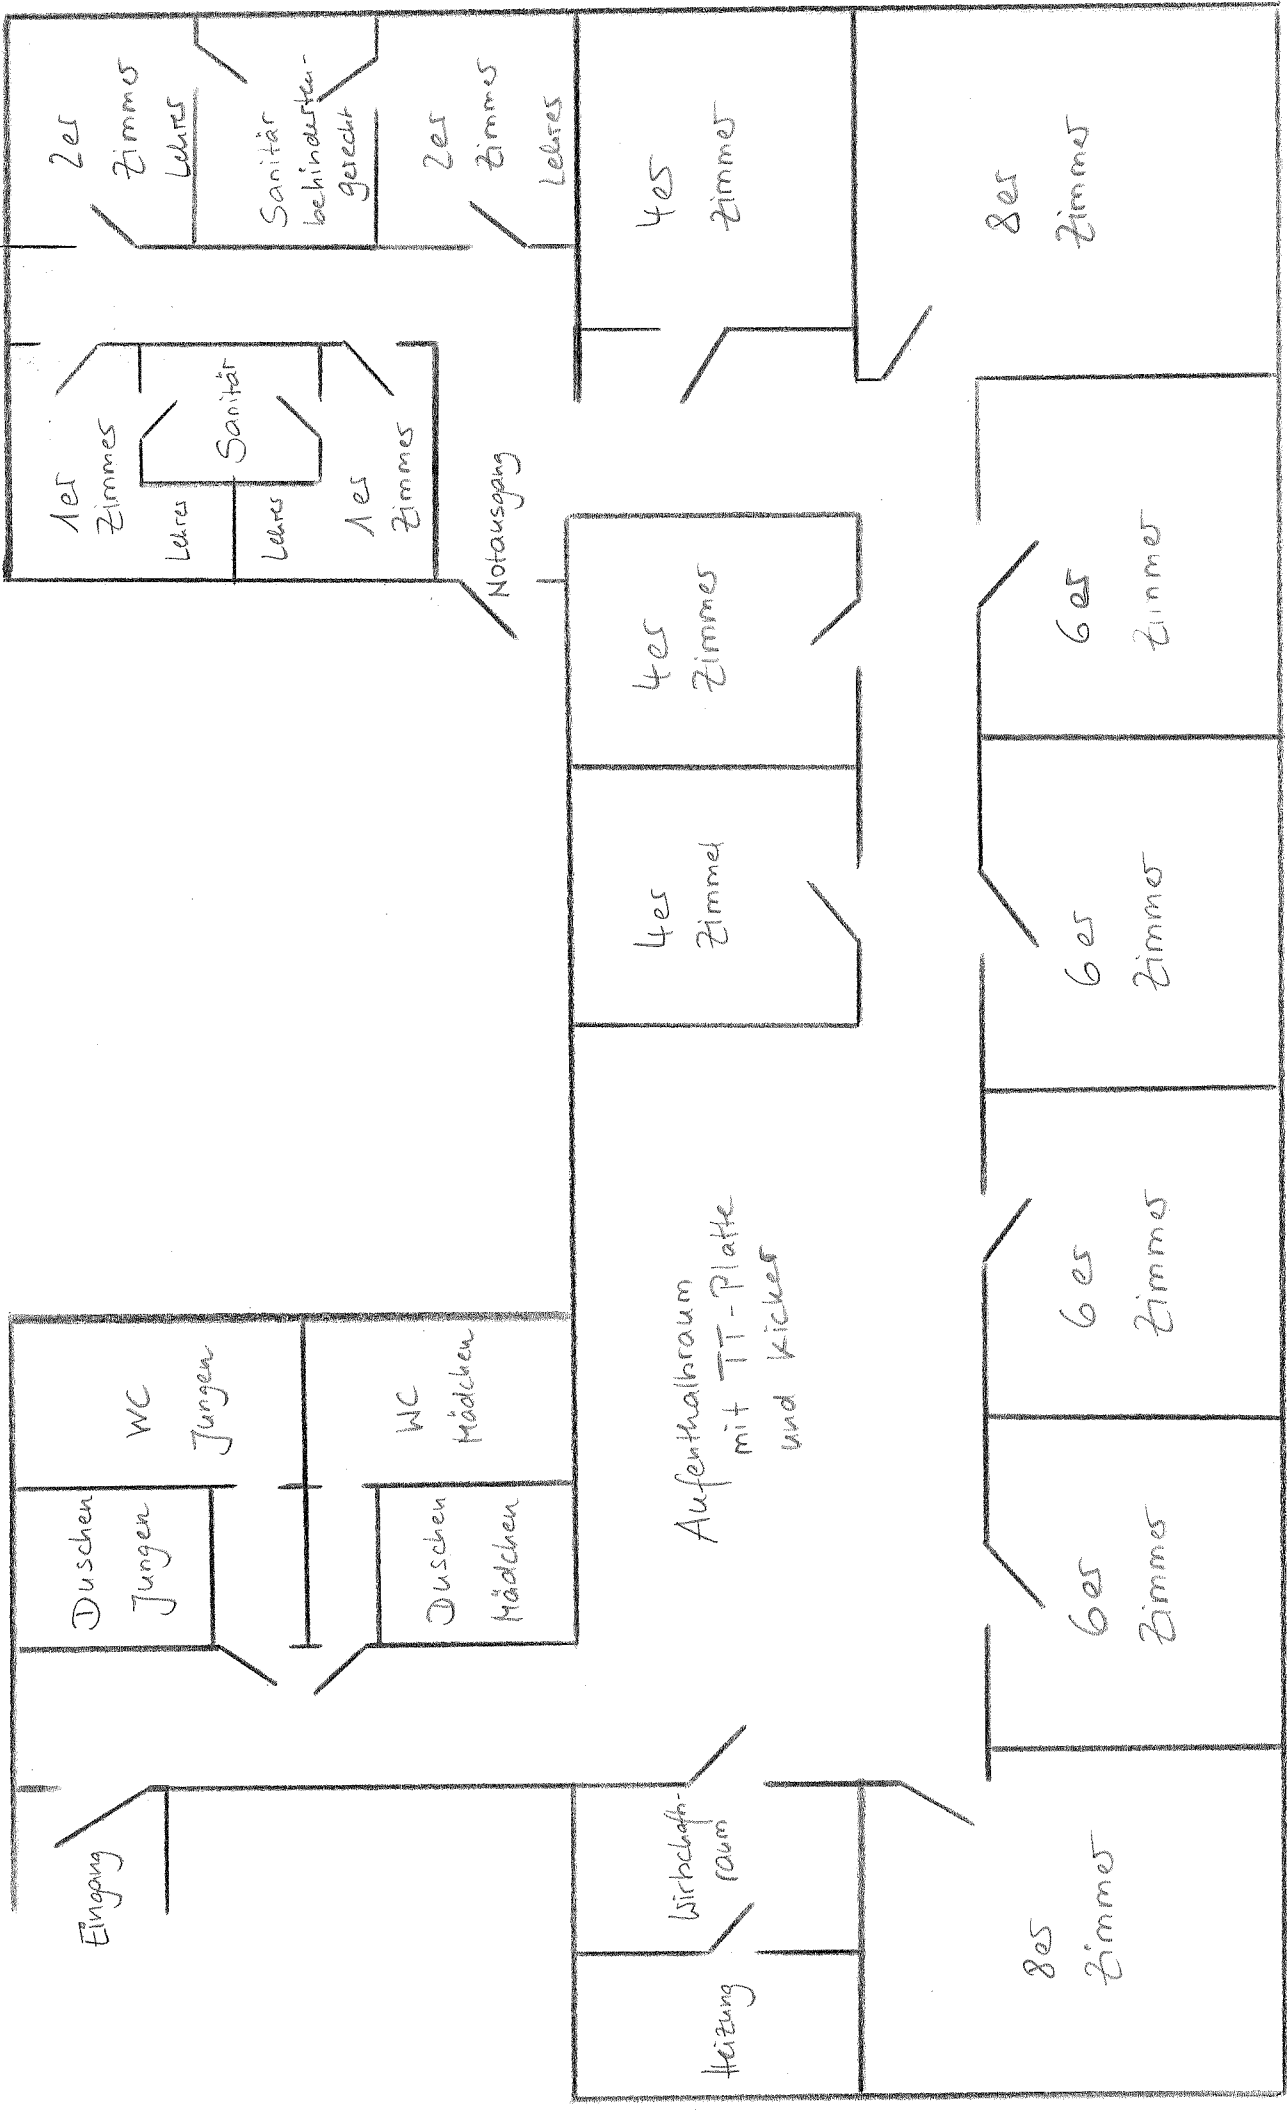 Eingang
Duschen
Jungen
WC
Jungen
Duschen
Mädchen
WC
Mädchen
1er
Zimmer
Lehrer
Sanitär
Lehrer
1er
Zimmer
2er
Zimmer
Lehrer
Sanitär
behinderten-
gerecht
2er
Zimmer
Lehrer
Notausgang
Heizung
Wirtschafts-
raum
Aufenthaltsraum
mit TT-Platte
und Kicker
4er
Zimmer
4er
Zimmer
4er
Zimmer
8er
Zimmer
6er
Zimmer
6er
Zimmer
6er
Zimmer
6er
Zimmer
8er
Zimmer